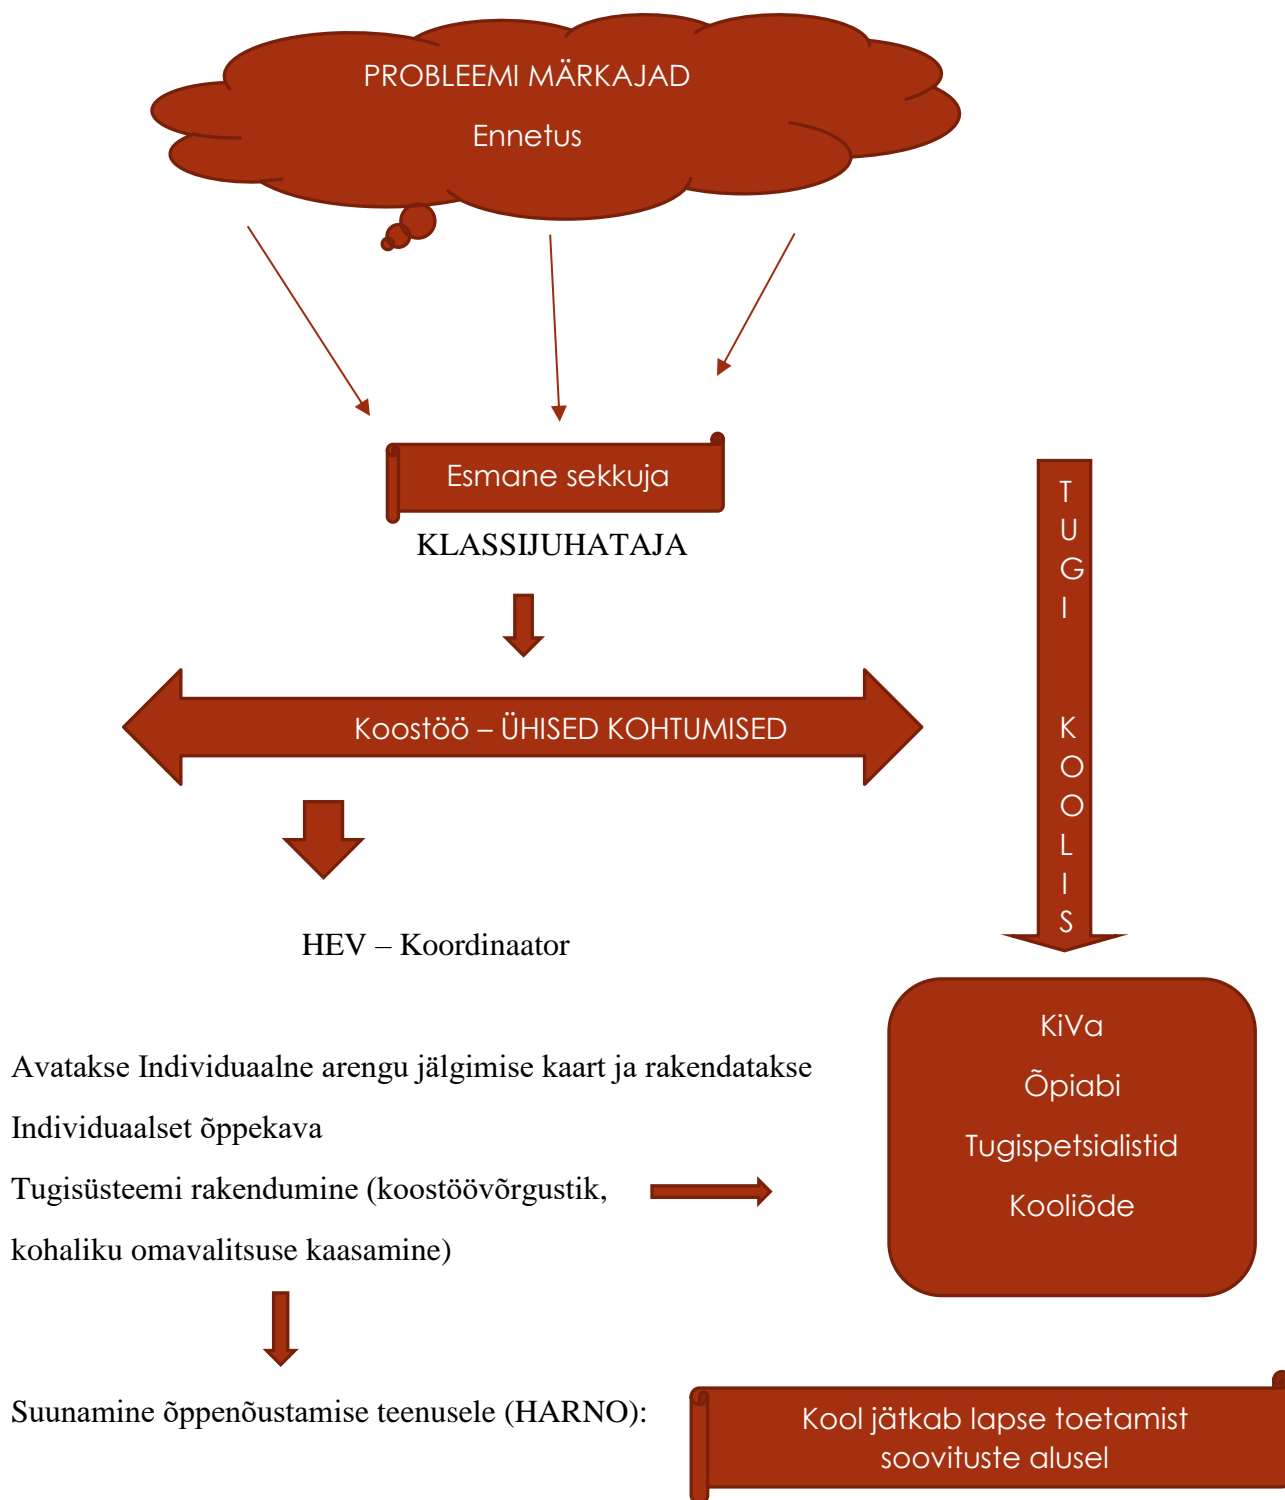 PROBLEEMI MÄRKAJAD
Ennetus
Esmane sekkuja
KLASSIJUHATAJA
Koostöö – ÜHISED KOHTUMISED
TUGI KOOLIS
HEV – Koordinaator
Avatakse Individuaalne arengu jälgimise kaart ja rakendatakse
Individuaalset õppekava
Tugisüsteemi rakendumine (koostöövõrgustik,
kohaliku omavalitsuse kaasamine)
KiVa
Õpiabi
Tugispetsialistid
Kooliõde
Suunamine õppenõustamise teenusele (HARNO):
Kool jätkab lapse toetamist
soovituste alusel